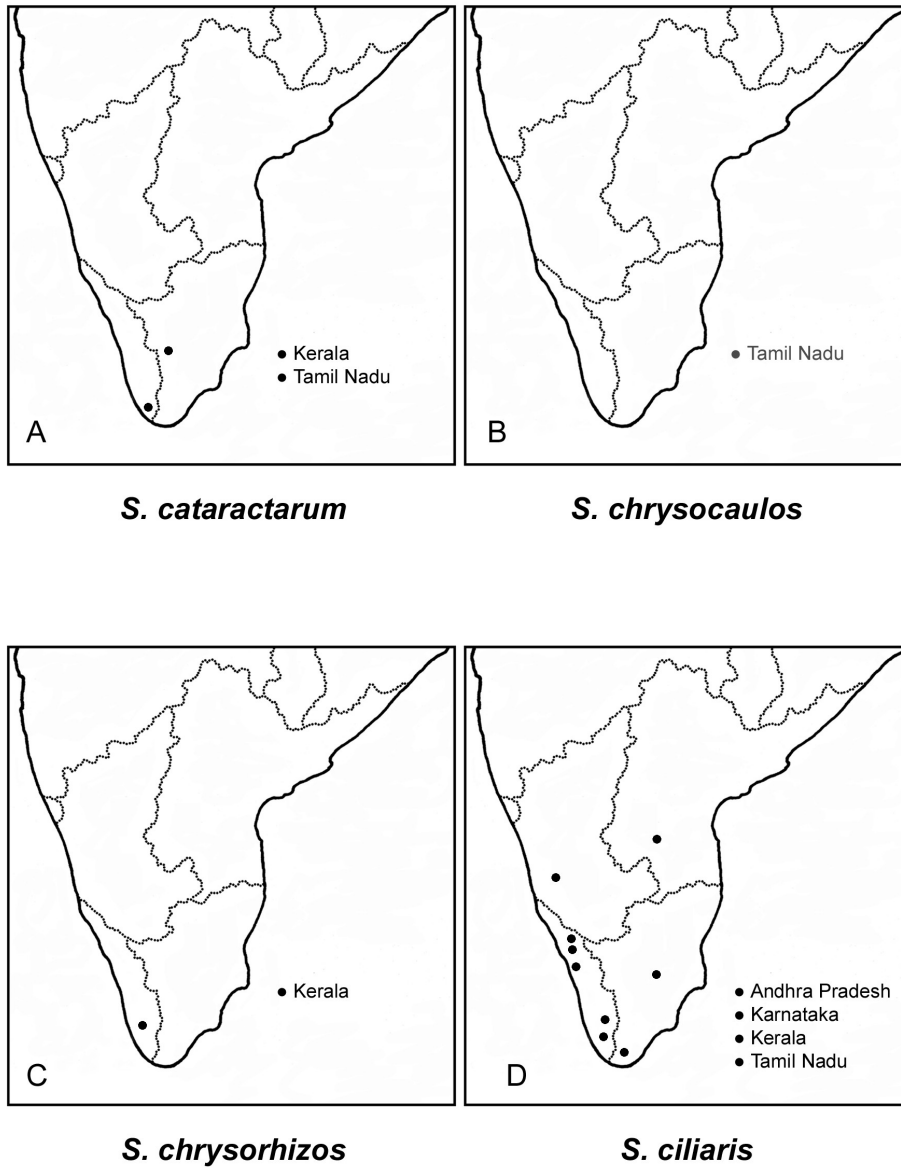 Kerala
Tamil Nadu
A
S. cataractarum
Tamil Nadu
B
S. chrysocaulos
Kerala
C
S. chrysorhizos
Andhra Pradesh
Karnataka
Kerala
Tamil Nadu
D
S. ciliaris